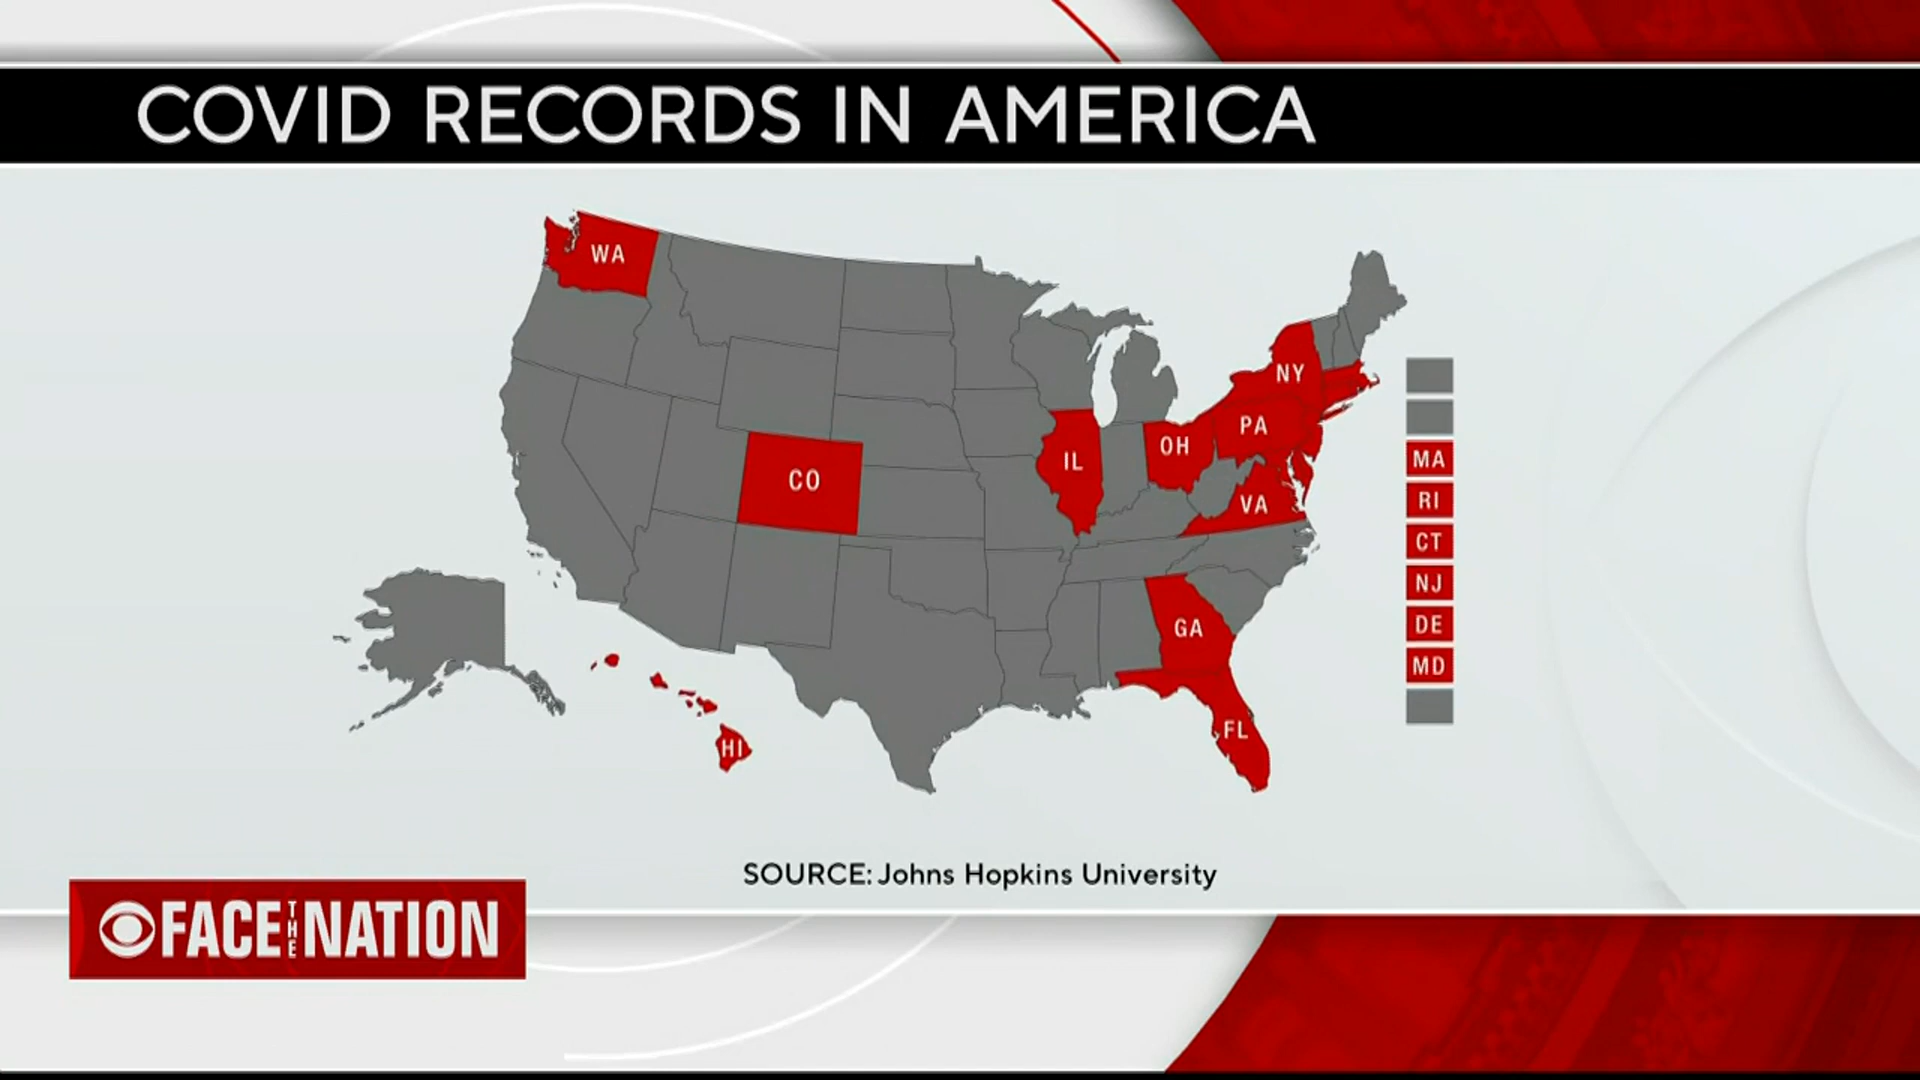 COVID RECORDS IN AMERICA
WA
NY
MA
PA
OH
IL
RI
CO
VA
CT
NJ
DE
GA
MD
FL
HI
SOURCE: Johns Hopkins University
FACE THE NATION